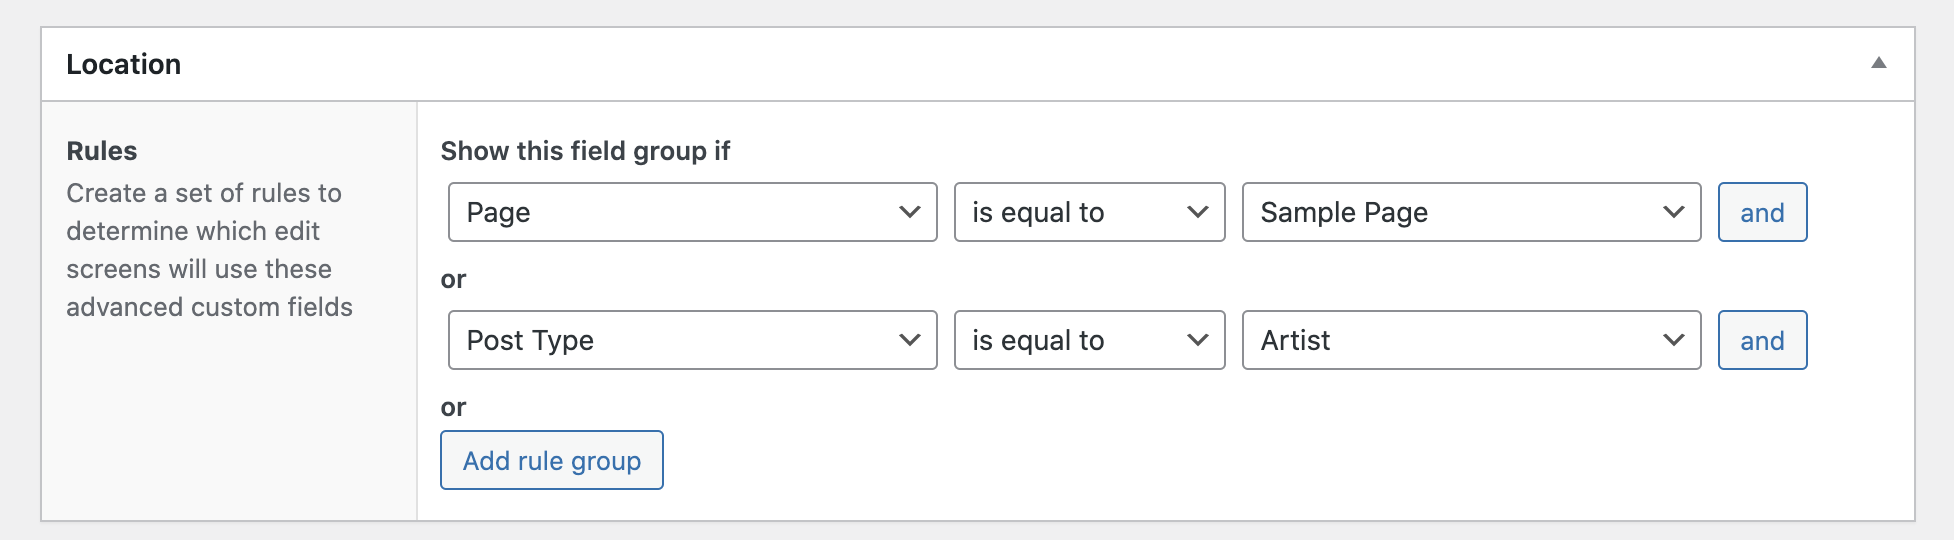 Location
Rules
Create a set of rules to
determine which edit
screens will use these
advanced custom fields
Show this field group if
Page is equal to Sample Page and
or
Post Type is equal to Artist and
or
Add rule group